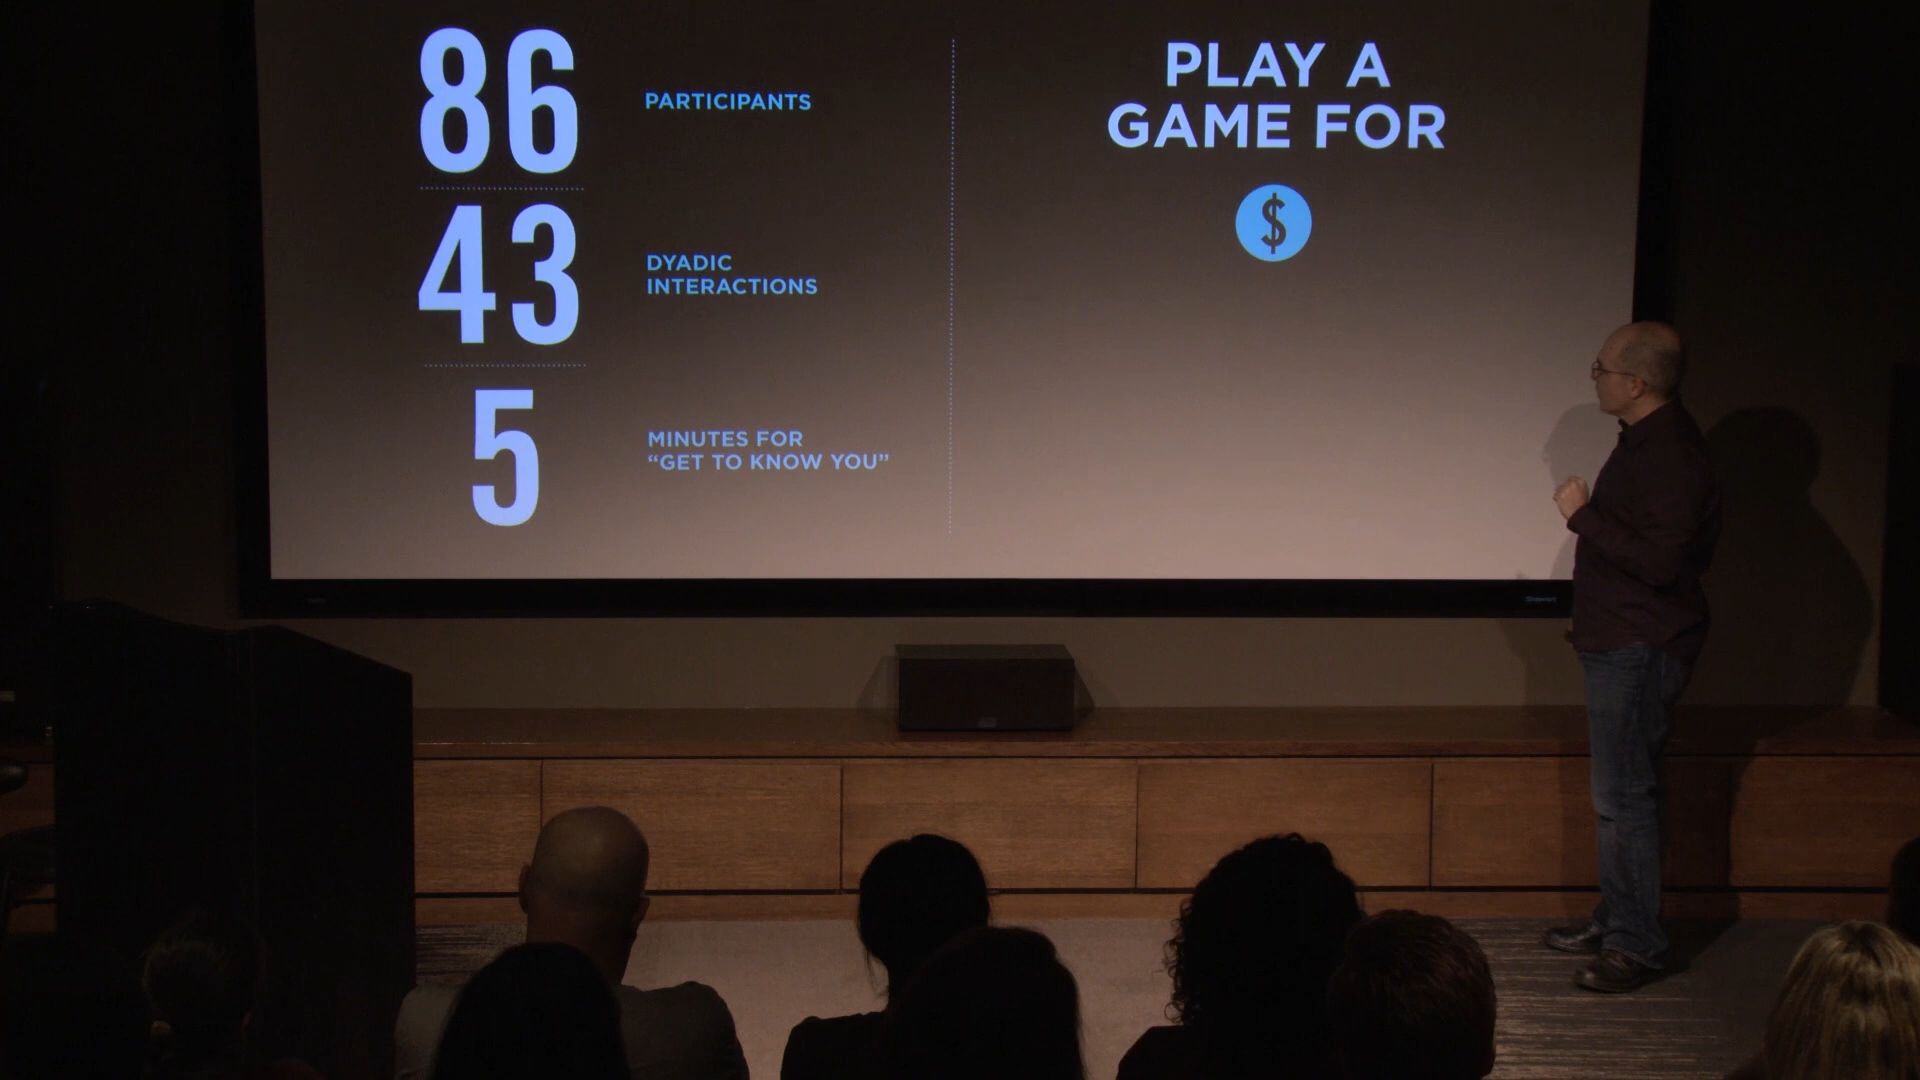 86
PARTICIPANTS
43
DYADIC
INTERACTIONS
5
MINUTES FOR
“GET TO KNOW YOU”
PLAY A
GAME FOR
$